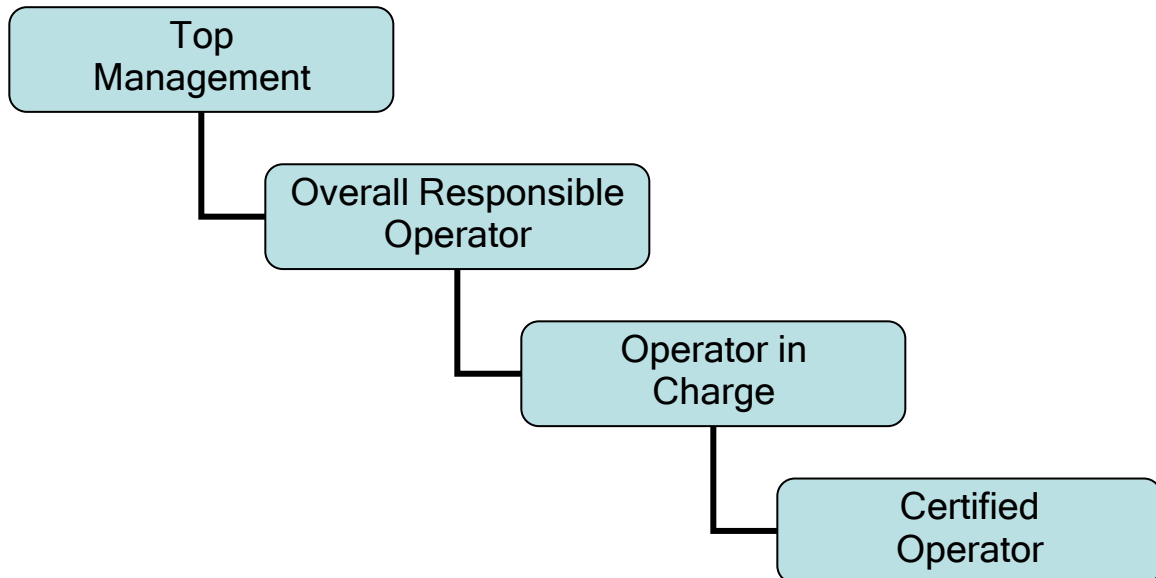 Top
Management
Overall Responsible
Operator
Operator in
Charge
Certified
Operator